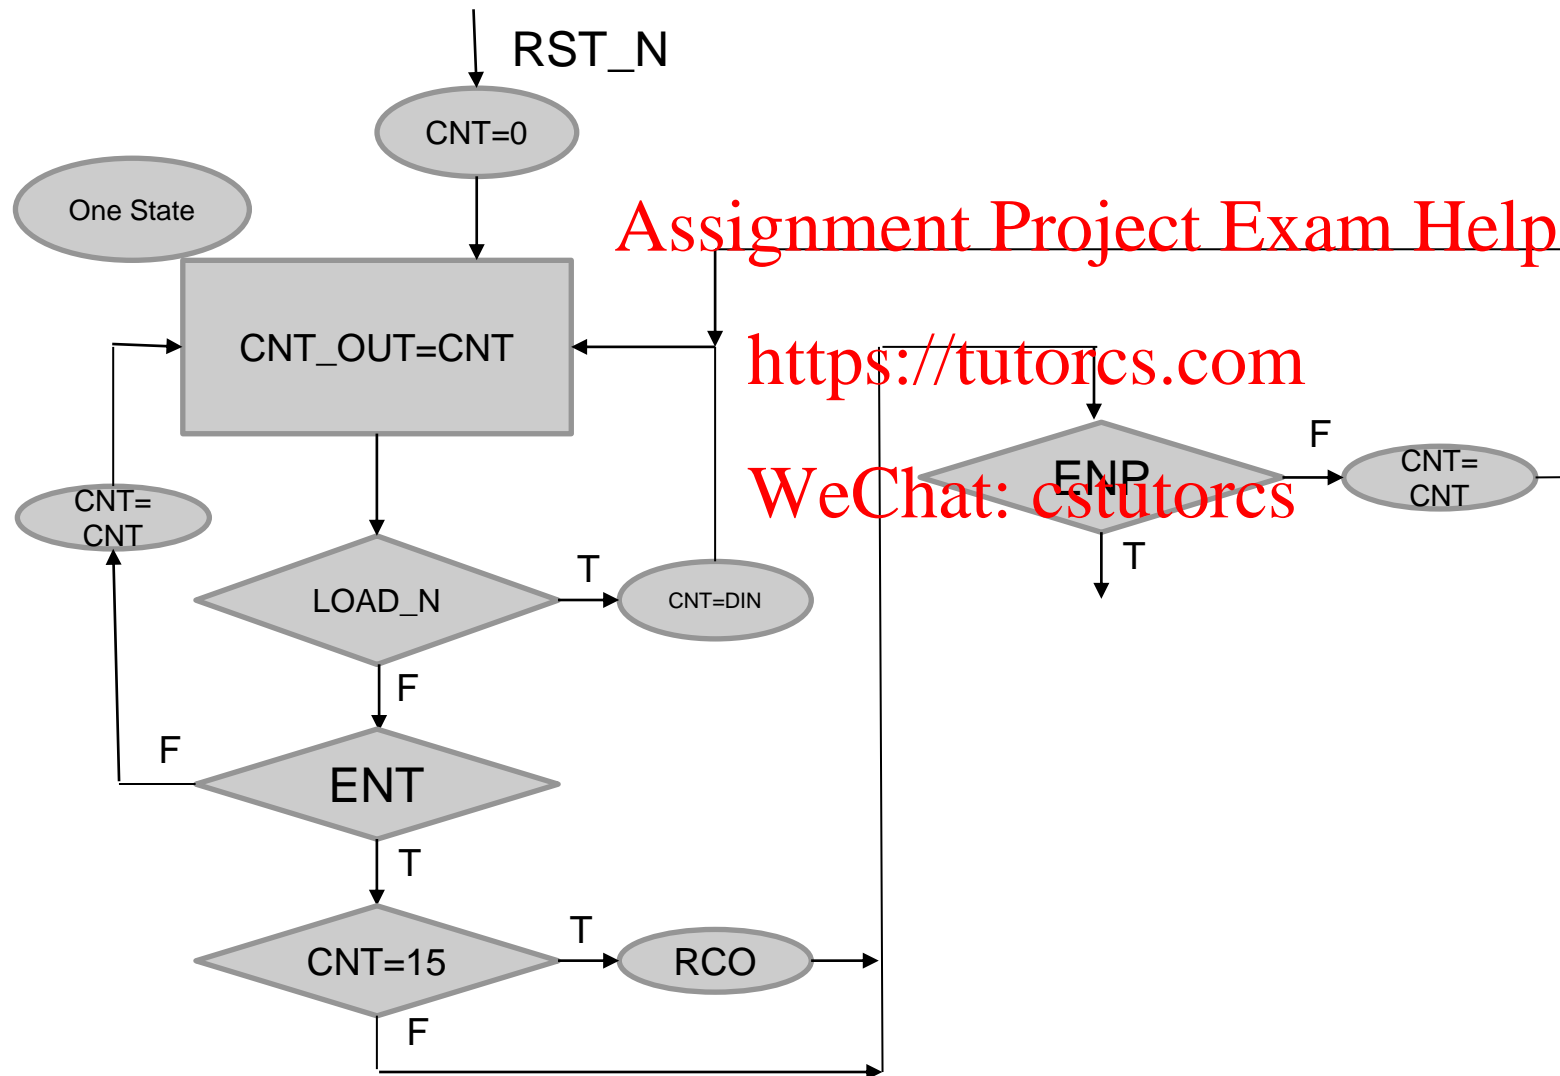 RST_N
CNT=0
One State
Assignment Project Exam Help
CNT_OUT=CNT
https://tutorcs.com
F
CNT=
CNT
ENP
WeChat: cstutorcs
CNT=
CNT
T
T
LOAD_N
CNT=DIN
F
F
ENT
T
T
CNT=15
RCO
F